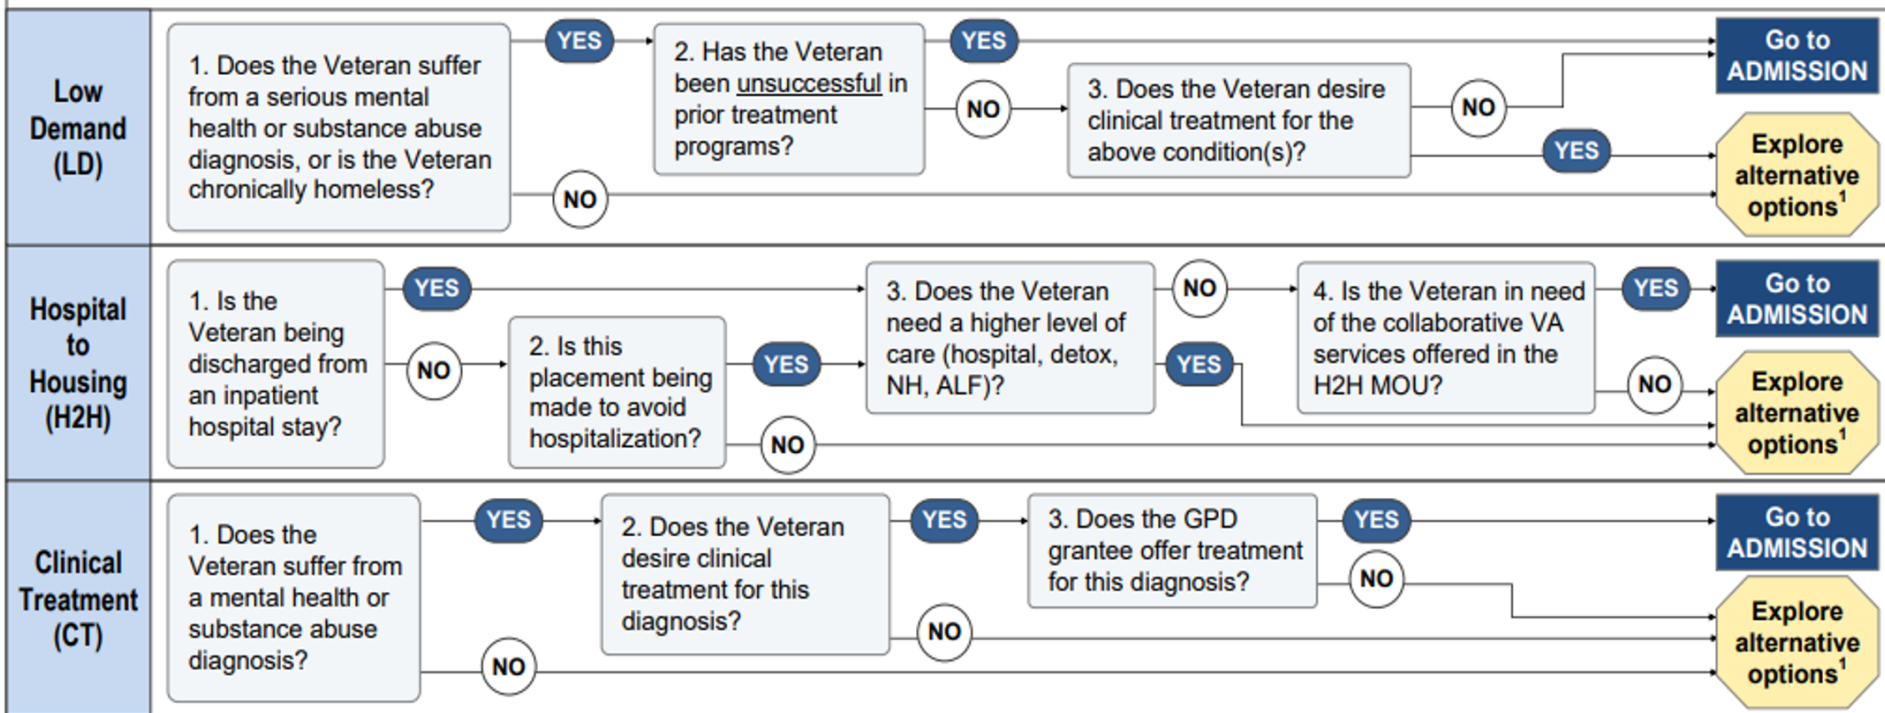 Low
Demand
(LD)
1. Does the Veteran suffer
from a serious mental
health or substance abuse
diagnosis, or is the Veteran
chronically homeless?
YES
NO
2. Has the Veteran
been unsuccessful in
prior treatment
programs?
YES
NO
3. Does the Veteran desire
clinical treatment for the
above condition(s)?
NO
YES
Go to
ADMISSION
Explore
alternative
options¹
Hospital
to
Housing
(H2H)
1. Is the
Veteran being
discharged from
an inpatient
hospital stay?
YES
NO
2. Is this
placement being
made to avoid
hospitalization?
YES
NO
3. Does the Veteran
need a higher level of
care (hospital, detox,
NH, ALF)?
NO
YES
4. Is the Veteran in need
of the collaborative VA
services offered in the
H2H MOU?
YES
NO
Go to
ADMISSION
Explore
alternative
options¹
Clinical
Treatment
(CT)
1. Does the
Veteran suffer from
a mental health or
substance abuse
diagnosis?
YES
NO
2. Does the Veteran
desire clinical
treatment for this
diagnosis?
YES
NO
3. Does the GPD
grantee offer treatment
for this diagnosis?
YES
NO
Go to
ADMISSION
Explore
alternative
options¹